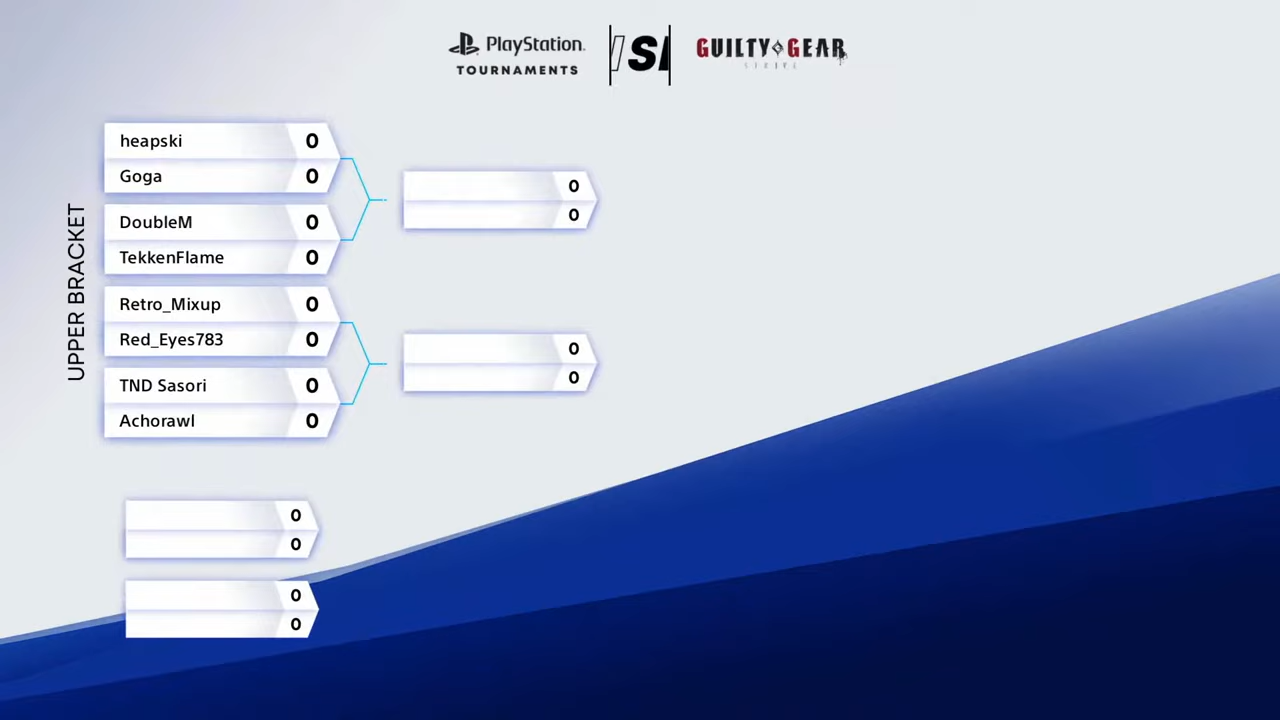 PlayStation.
TOURNAMENTS
GUILTY GEAR
STRIVE
UPPER BRACKET
heapski 0
Goga 0
DoubleM 0
TekkenFlame 0
Retro_Mixup 0
Red_Eyes783 0
TND Sasori 0
Achorawl 0
0
0
0
0
0
0
0
0